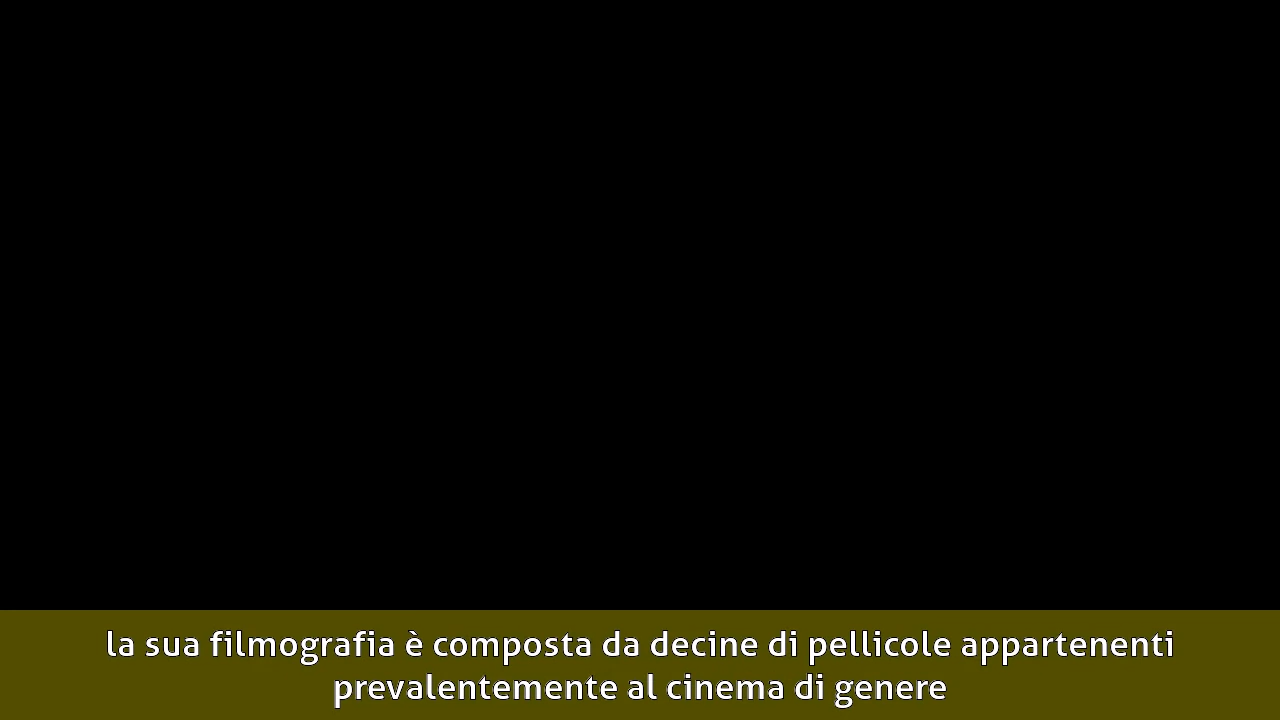 la sua filmografia è composta da decine di pellicole appartenenti
prevalentemente al cinema di genere